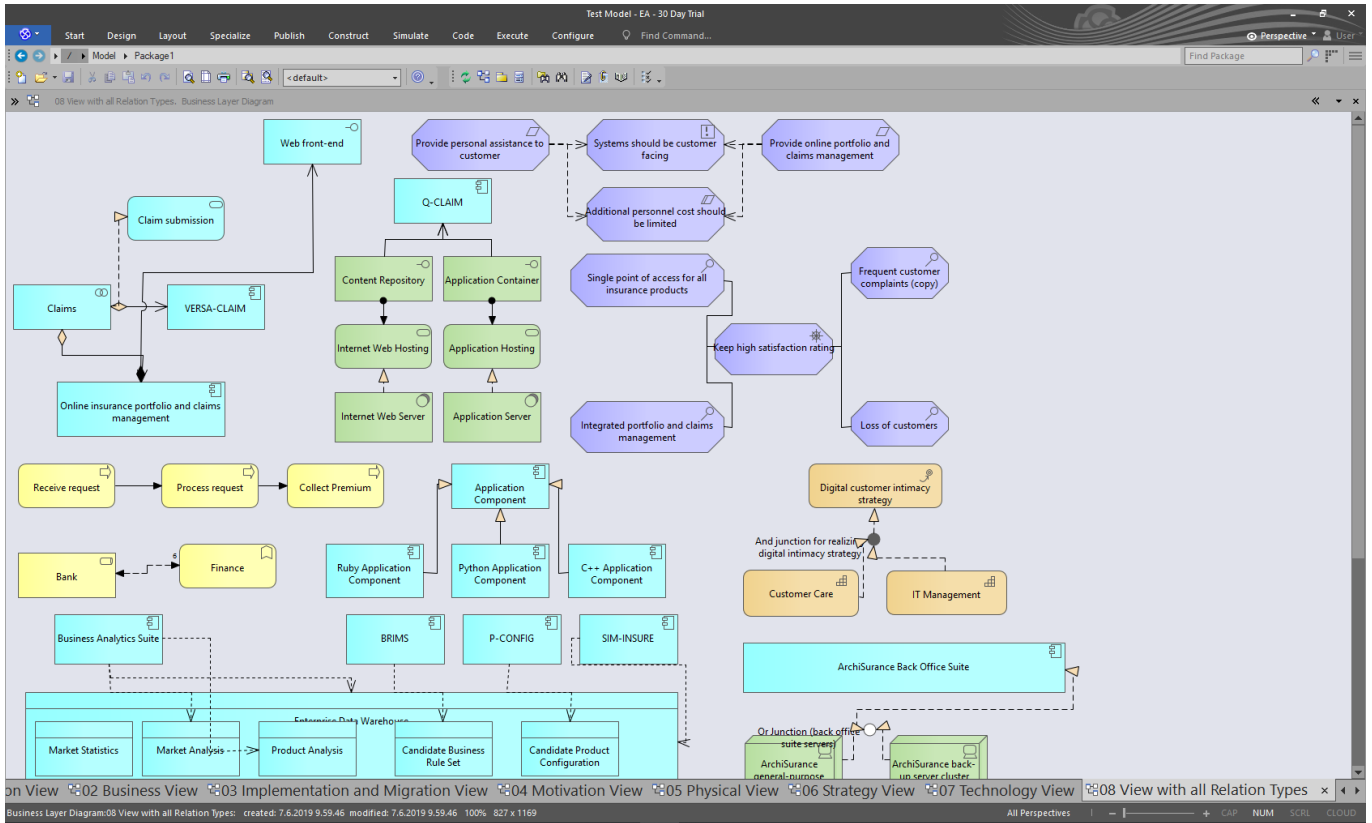 Test Model - EA - 30 Day Trial
Start Design Layout Specialize Publish Construct Simulate Code Execute Configure Find Command...
Perspective User
/ Model Package1
Find Package
<default>
08 View with all Relation Types. Business Layer Diagram
Web front-end
Provide personal assistance to
customer
Systems should be customer
facing
Provide online portfolio and
claims management
Claim submission
Q-CLAIM
Additional personnel cost should
be limited
Content Repository
Application Container
Single point of access for all
insurance products
Frequent customer
complaints (copy)
Claims
VERSA-CLAIM
Internet Web Hosting
Application Hosting
Keep high satisfaction rating
Online insurance portfolio and claims
management
Internet Web Server
Application Server
Integrated portfolio and claims
management
Loss of customers
Receive request
Process request
Collect Premium
Application
Component
Digital customer intimacy
strategy
And junction for realizin
digital intimacy strategy
Bank
6
Finance
Ruby Application
Component
Python Application
Component
C++ Application
Component
Customer Care
IT Management
Business Analytics Suite
BRIMS
P-CONFIG
SIM-INSURE
ArchiSurance Back Office Suite
Enterprise Data Warehouse
Market Statistics
Market Analysis
Product Analysis
Candidate Business
Rule Set
Candidate Product
Configuration
Or Junction (back office
suite servers)
ArchiSurance
general-purpose
ArchiSurance back-
up server cluster
on View 02 Business View 03 Implementation and Migration View 04 Motivation View 05 Physical View 06 Strategy View 07 Technology View 08 View with all Relation Types
Business Layer Diagram:08 View with all Relation Types: created: 7.6.2019 9.59.46 modified: 7.6.2019 9.59.46 100% 827 x 1169
All Perspectives CAP NUM SCRL CLOUD